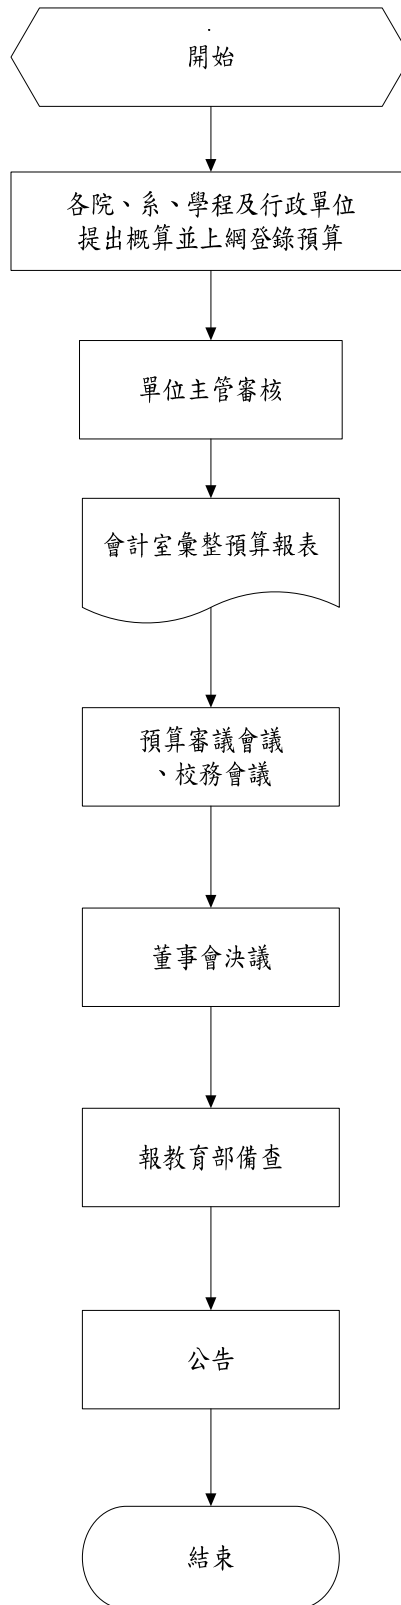 開始
各院、系、學程及行政單位
提出概算並上網登錄預算
單位主管審核
會計室彙整預算報表
預算審議會議
、校務會議
董事會決議
報教育部備查
公告
結束